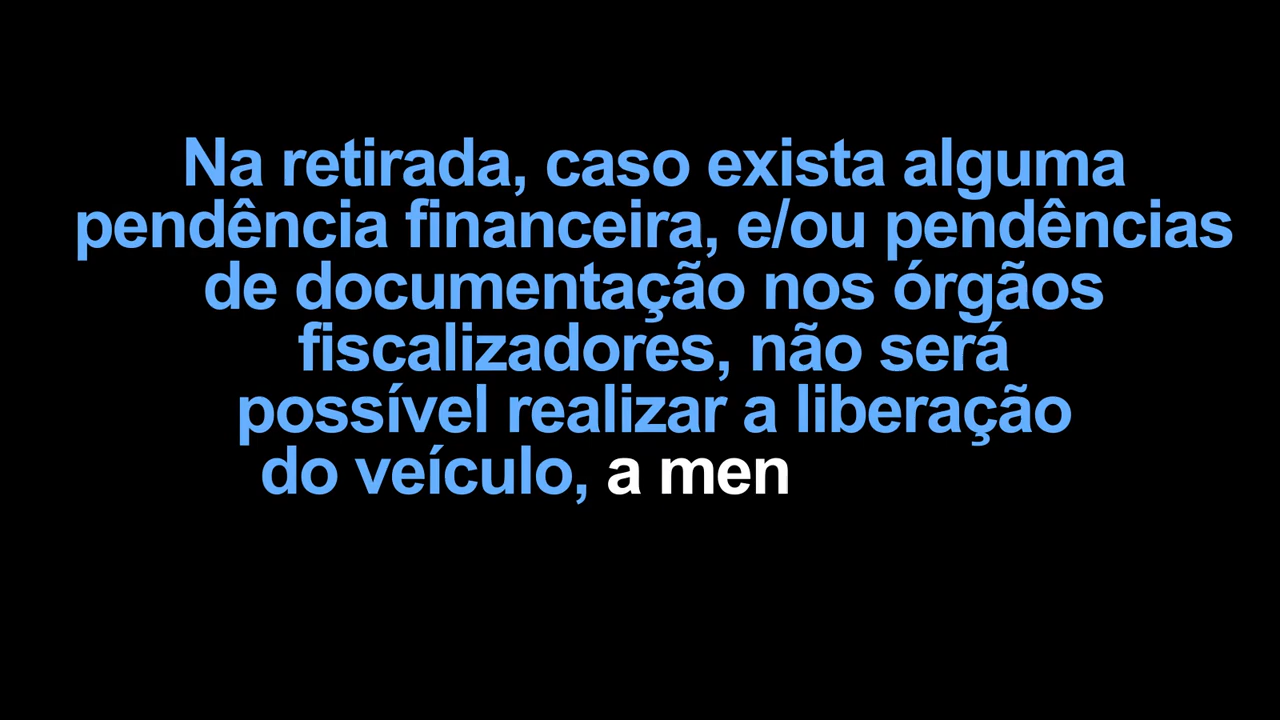 Na retirada, caso exista alguma
pendência financeira, e/ou pendências
de documentação nos órgãos
fiscalizadores, não será
possível realizar a liberação
do veículo, a men